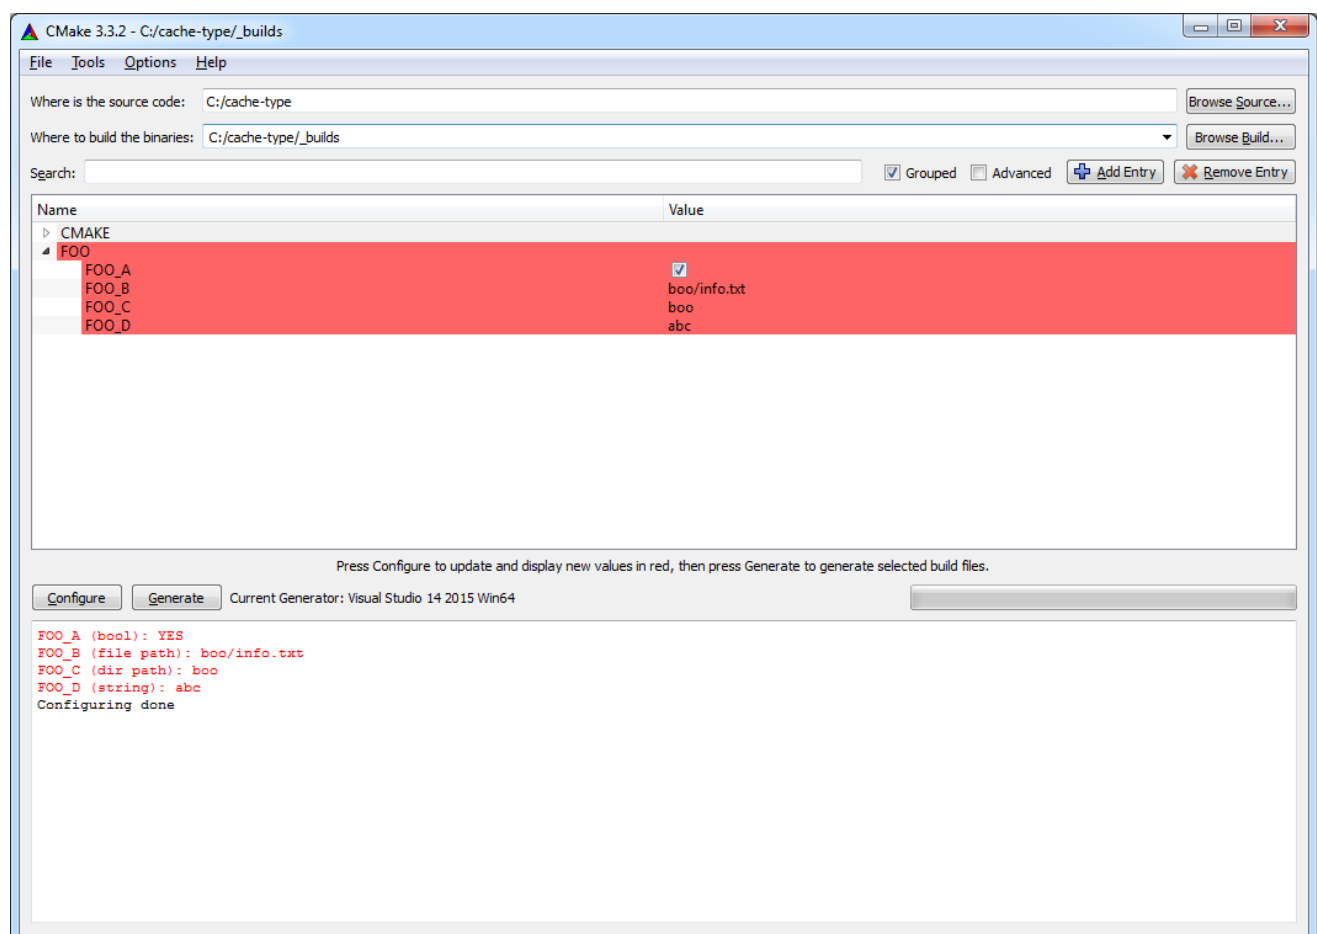 CMake 3.3.2 - C:/cache-type/_builds
File Tools Options Help
Where is the source code: C:/cache-type Browse Source...
Where to build the binaries: C:/cache-type/_builds Browse Build...
Search: Grouped Advanced Add Entry Remove Entry
Name Value
CMAKE
FOO
FOO_A
FOO_B boo/info.txt
FOO_C boo
FOO_D abc
Press Configure to update and display new values in red, then press Generate to generate selected build files.
Configure Generate Current Generator: Visual Studio 14 2015 Win64
FOO_A (bool): YES
FOO_B (file path): boo/info.txt
FOO_C (dir path): boo
FOO_D (string): abc
Configuring done